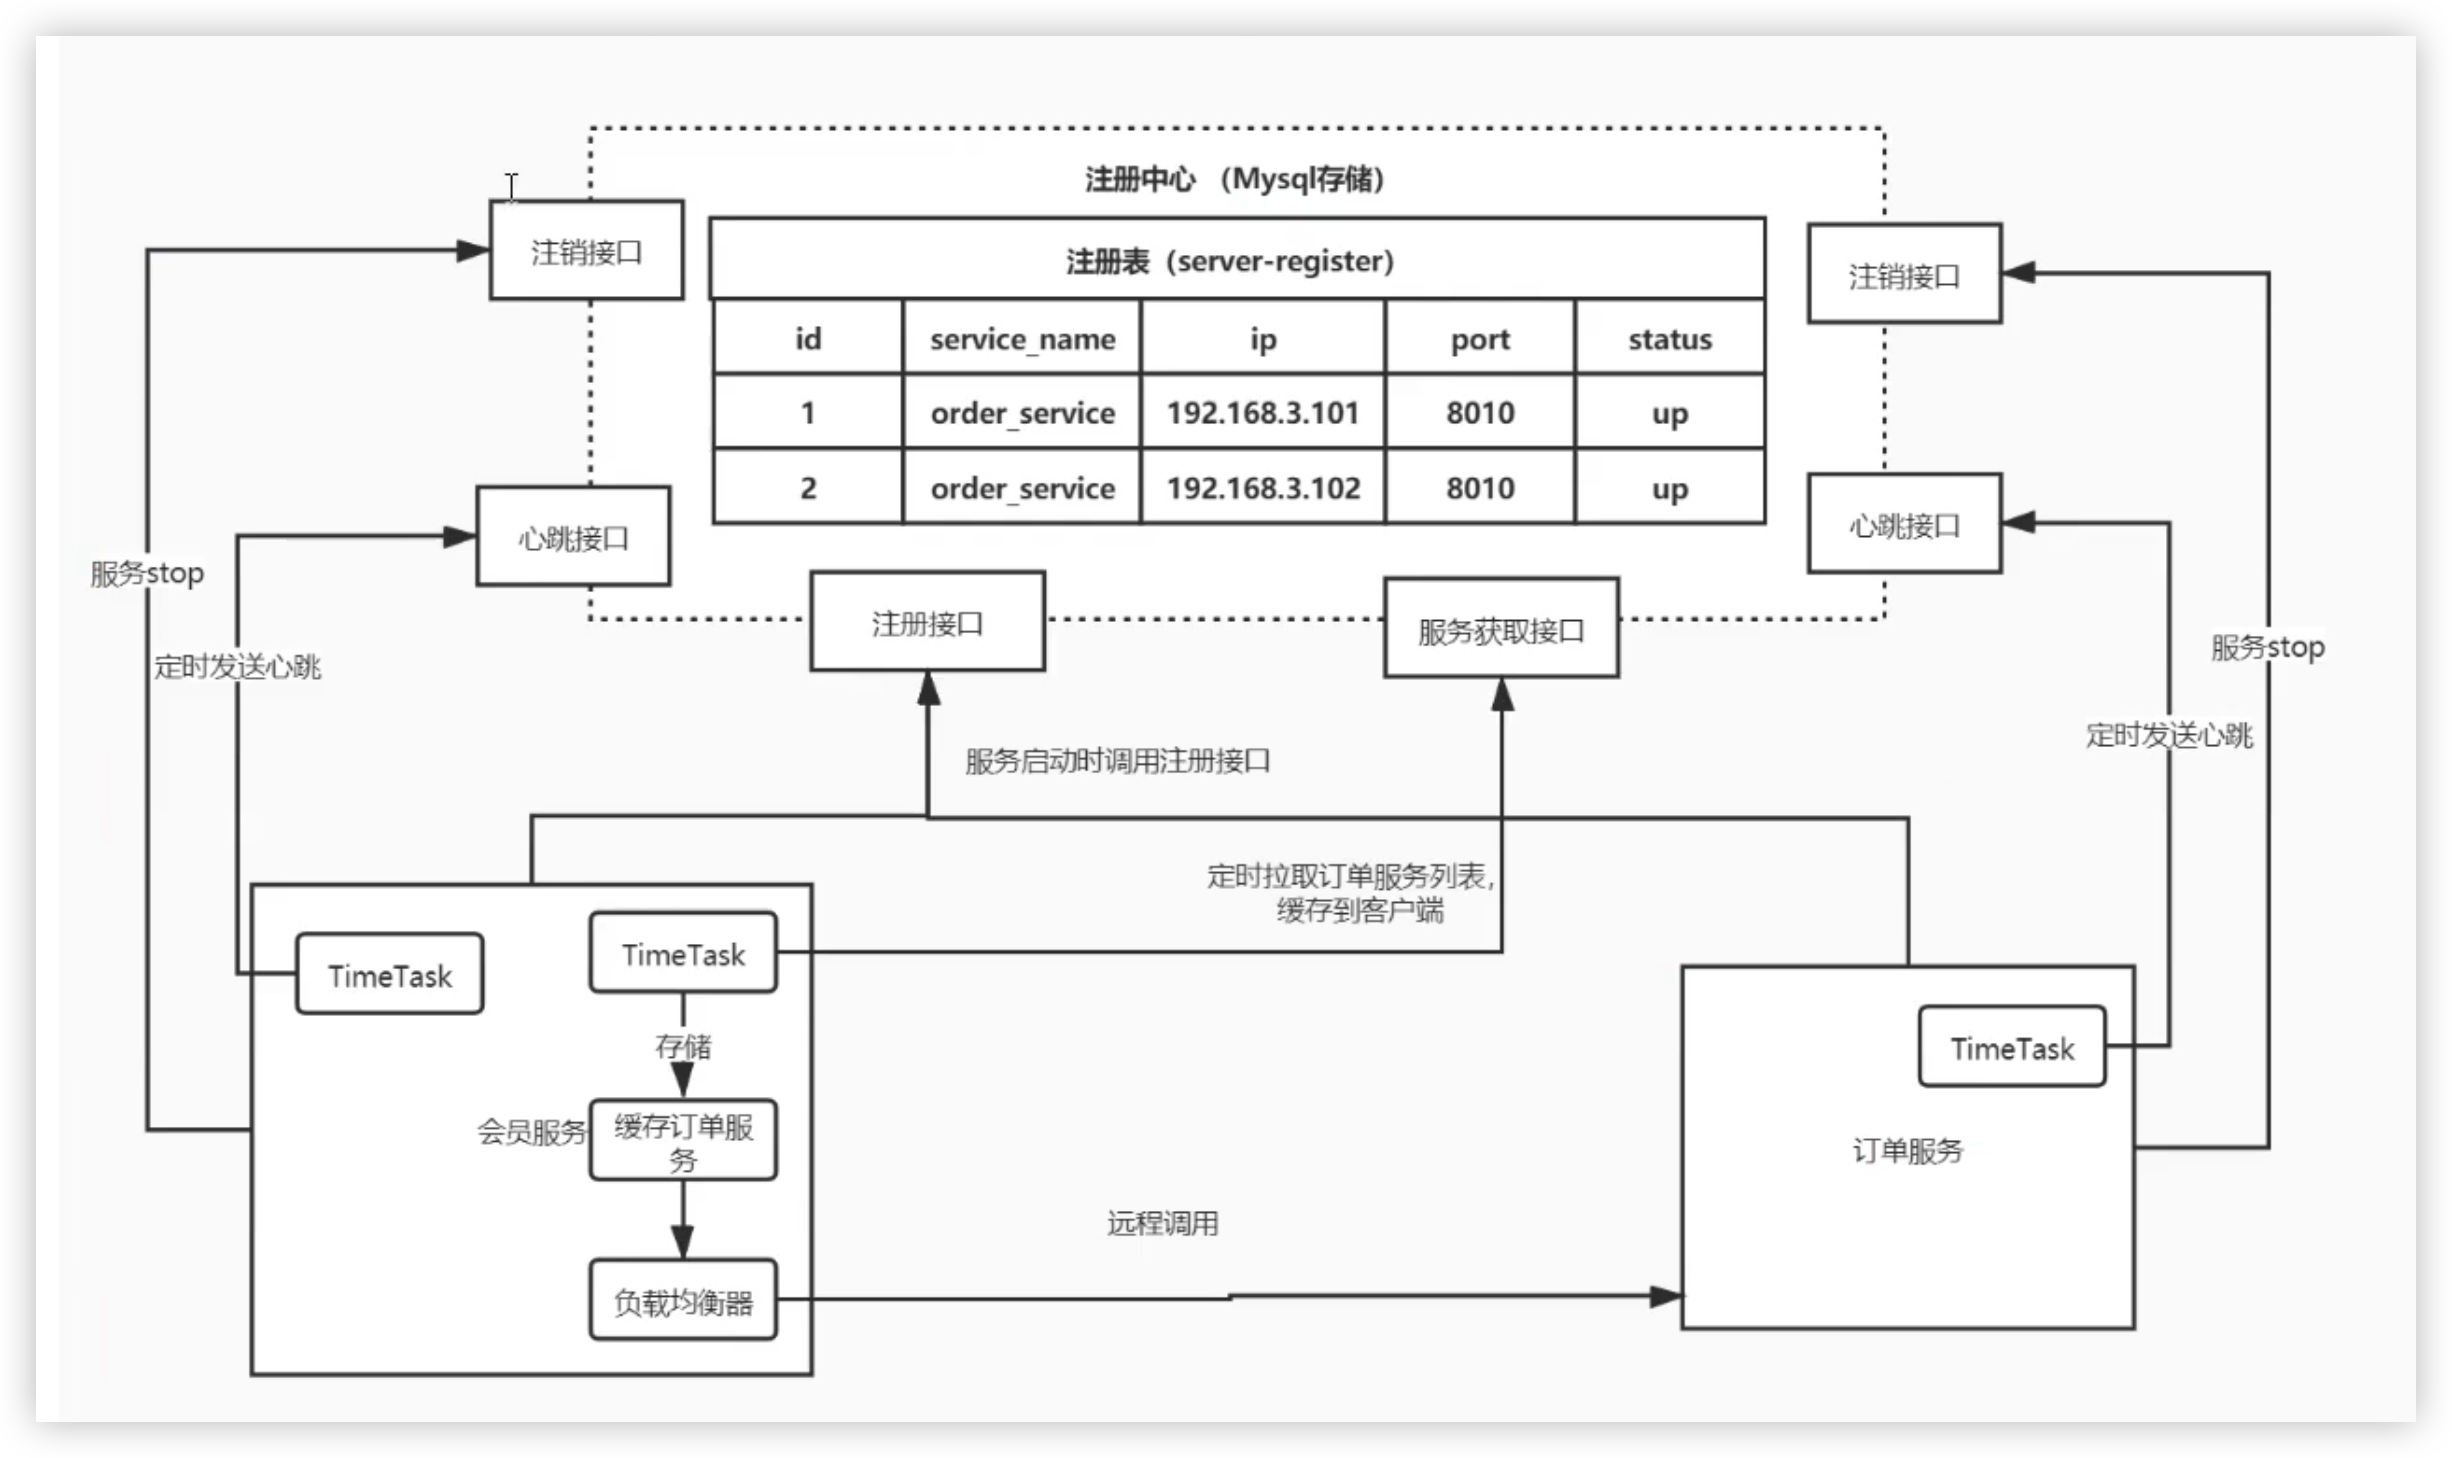 注册中心 （Mysql存储）
注销接口
注册表（server-register）
注销接口
id service_name ip port status
1 order_service 192.168.3.101 8010 up
2 order_service 192.168.3.102 8010 up
心跳接口
心跳接口
服务stop
注册接口
服务获取接口
服务stop
定时发送心跳
定时发送心跳
服务启动时调用注册接口
定时拉取订单服务列表，
缓存到客户端
TimeTask
TimeTask
存储
TimeTask
会员服务
缓存订单服
务
订单服务
远程调用
负载均衡器